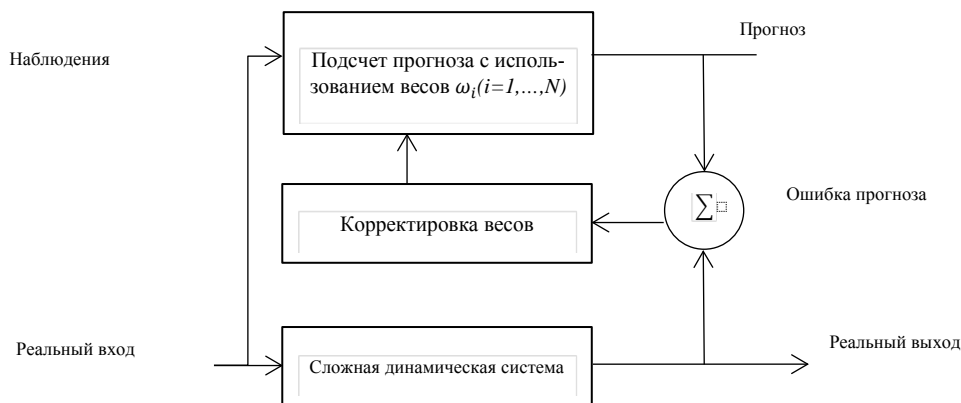 Прогноз
Наблюдения
Подсчет прогноза с исполь-
зованием весов ωi(i=1,...,N)
Ошибка прогноза
∑
Корректировка весов
Реальный вход
Реальный выход
Сложная динамическая система